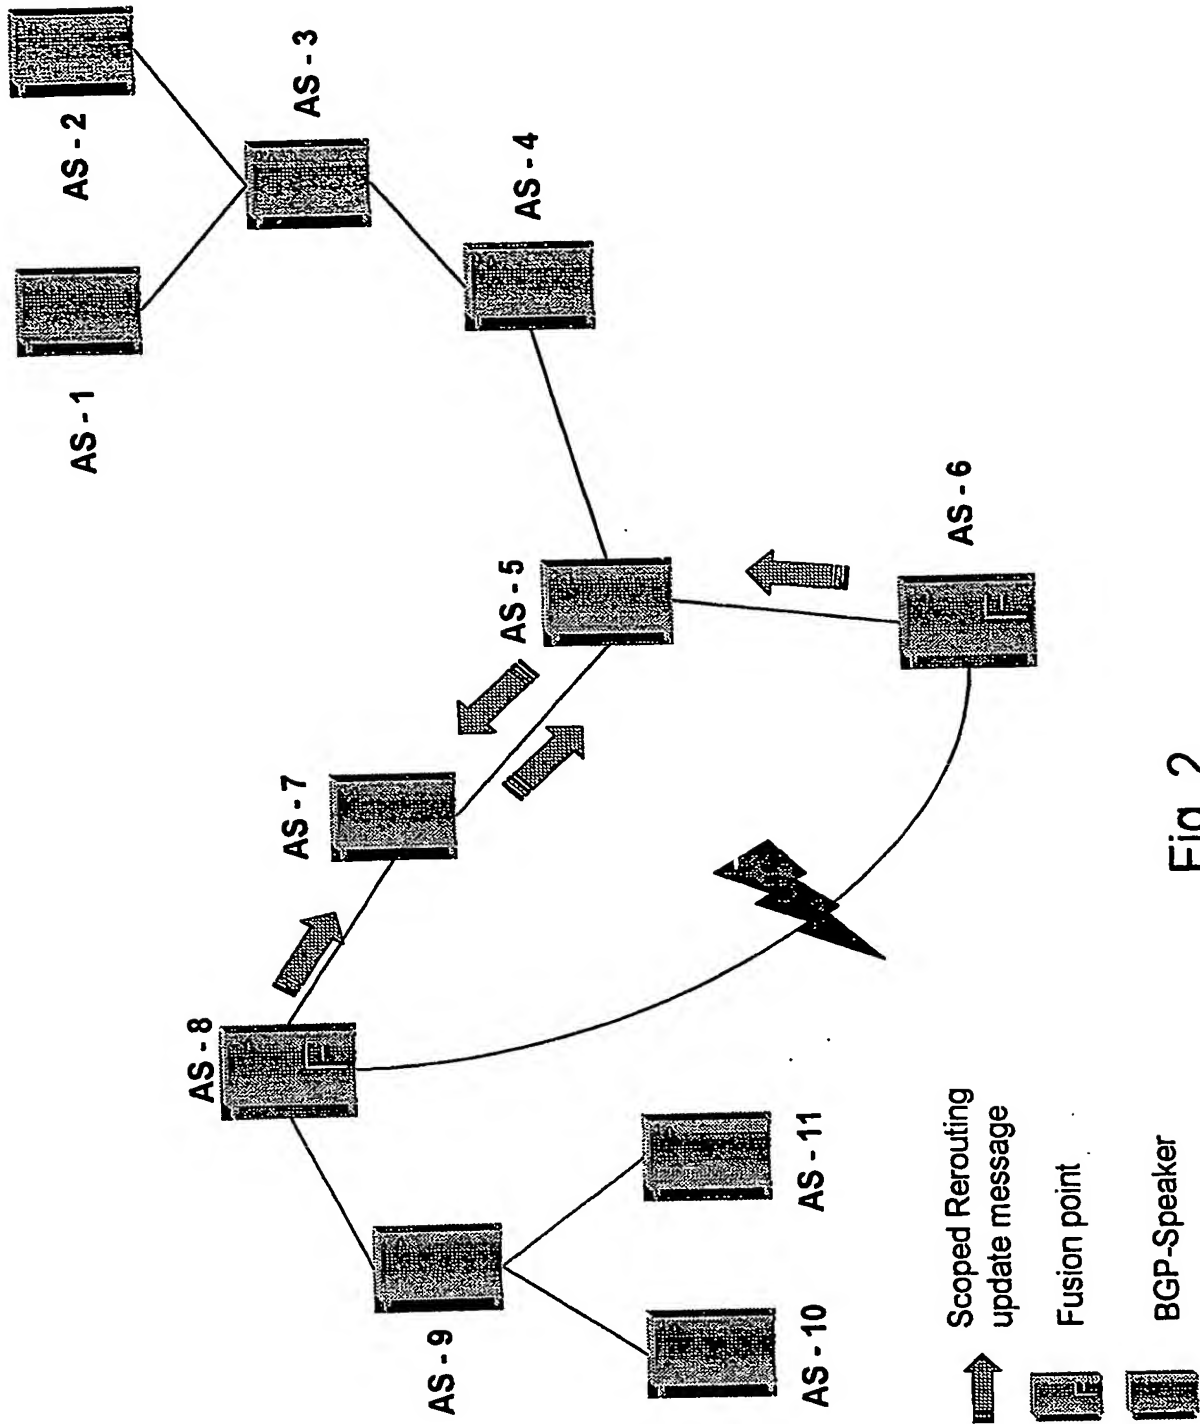 AS - 1
AS - 2
AS - 3
AS - 4
AS - 5
AS - 6
F
AS - 7
AS - 8
F
AS - 9
AS - 10
AS - 11
Scoped Rerouting
update message
F
Fusion point
BGP-Speaker
Fig. 2